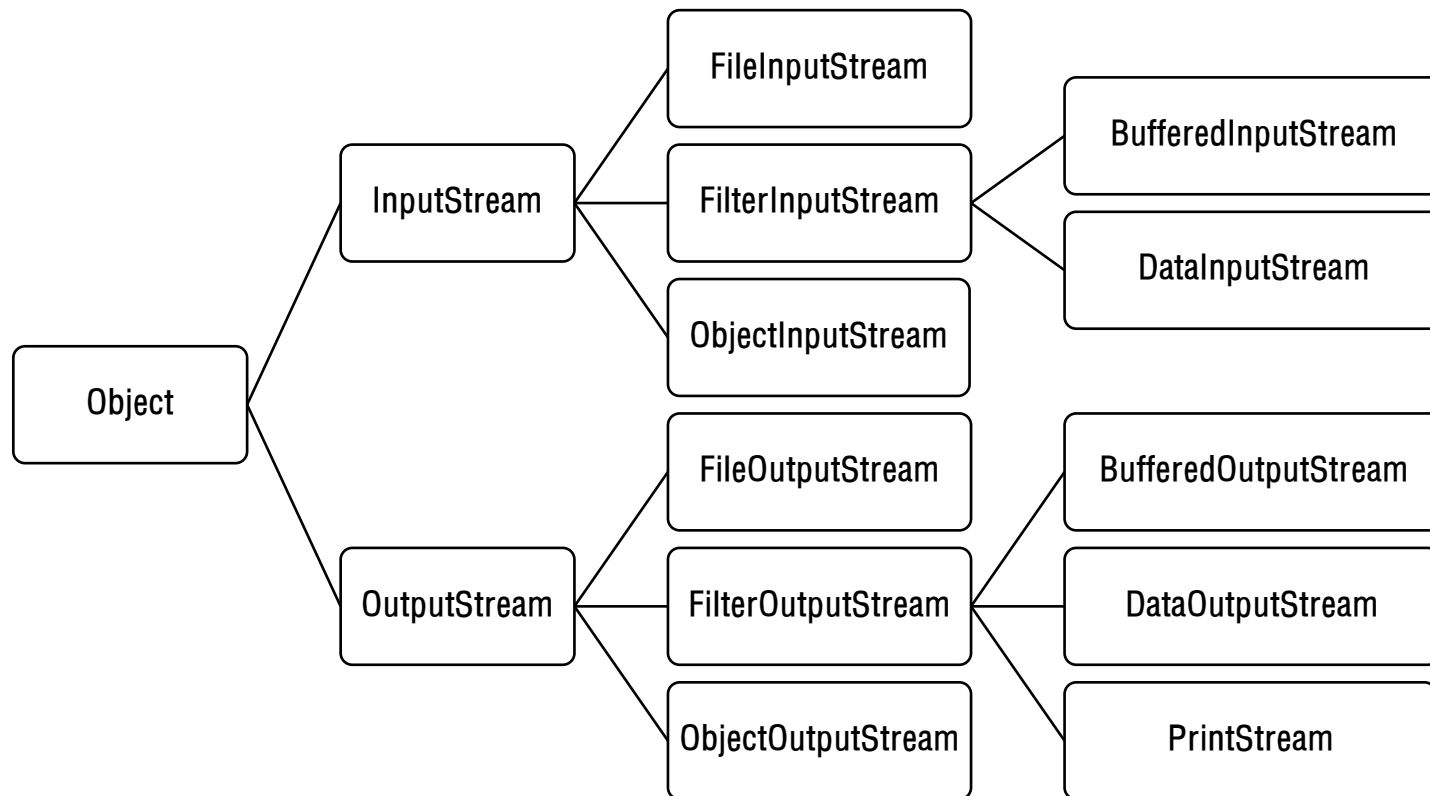 FileInputStream
BufferedInputStream
InputStream
FilterInputStream
DataInputStream
ObjectInputStream
Object
FileOutputStream
BufferedOutputStream
OutputStream
FilterOutputStream
DataOutputStream
ObjectOutputStream
PrintStream